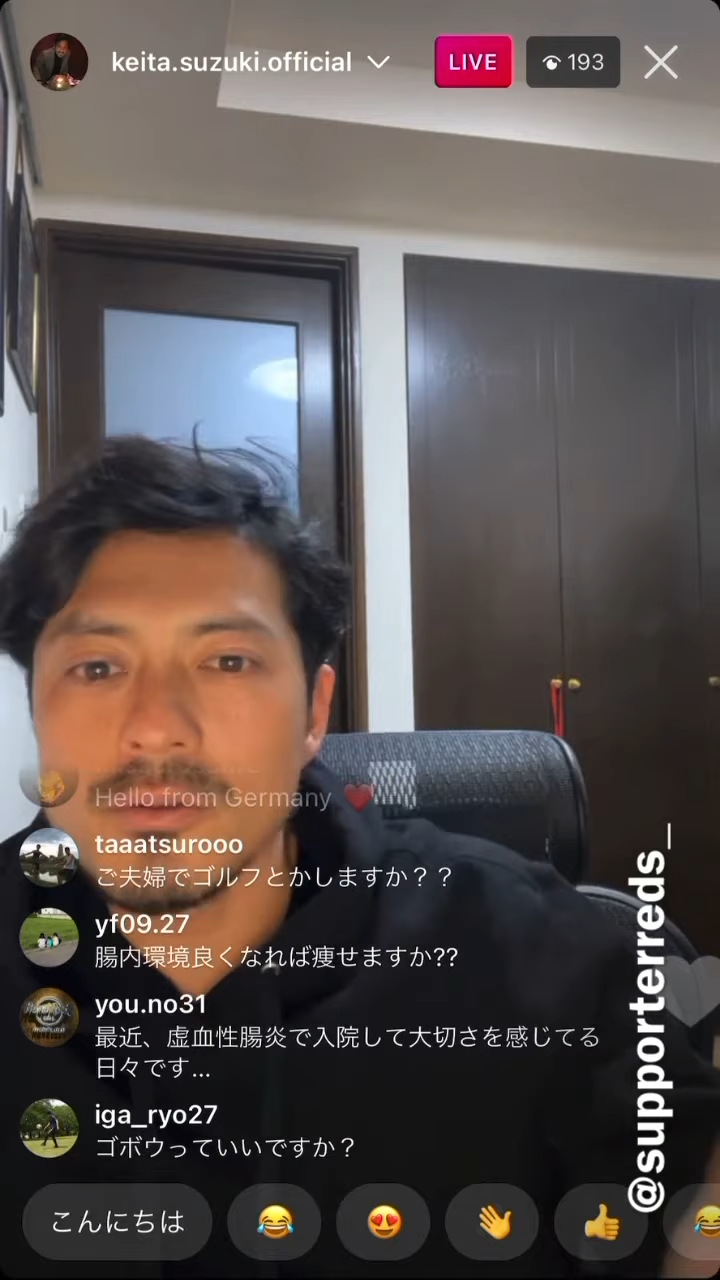 keita.suzuki.official
LIVE
193
Hello from Germany ❤️
taaatsurooo
ご夫婦でゴルフとかしますか？？
yf09.27
腸内環境良くなれば痩せますか??
you.no31
最近、虚血性腸炎で入院して大切さを感じてる
日々です...
iga_ryo27
ゴボウっていいですか？
こんにちは
@supporterreds_